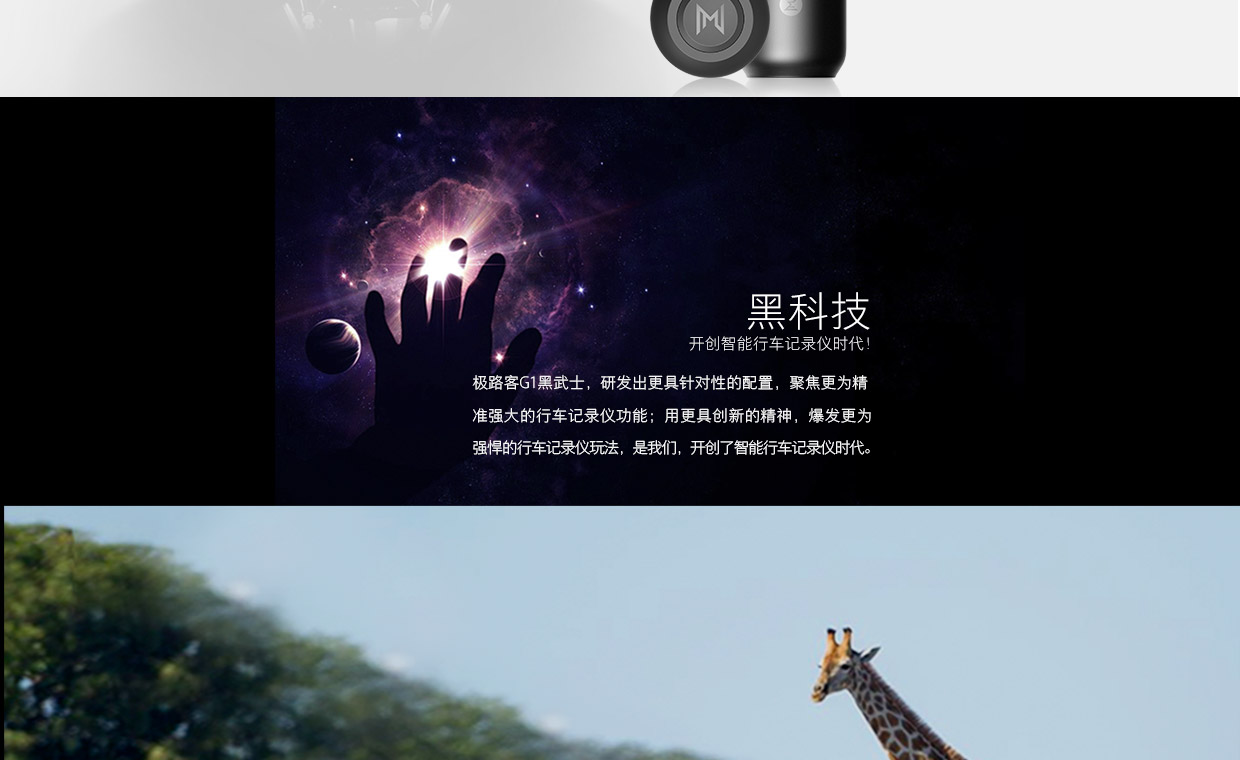 黑科技
开创智能行车记录仪时代!
极路客G1黑武士，研发出更具针对性的配置，聚焦更为精
准强大的行车记录仪功能；用更具创新的精神，爆发更为
强悍的行车记录仪玩法，是我们，开创了智能行车记录仪时代。